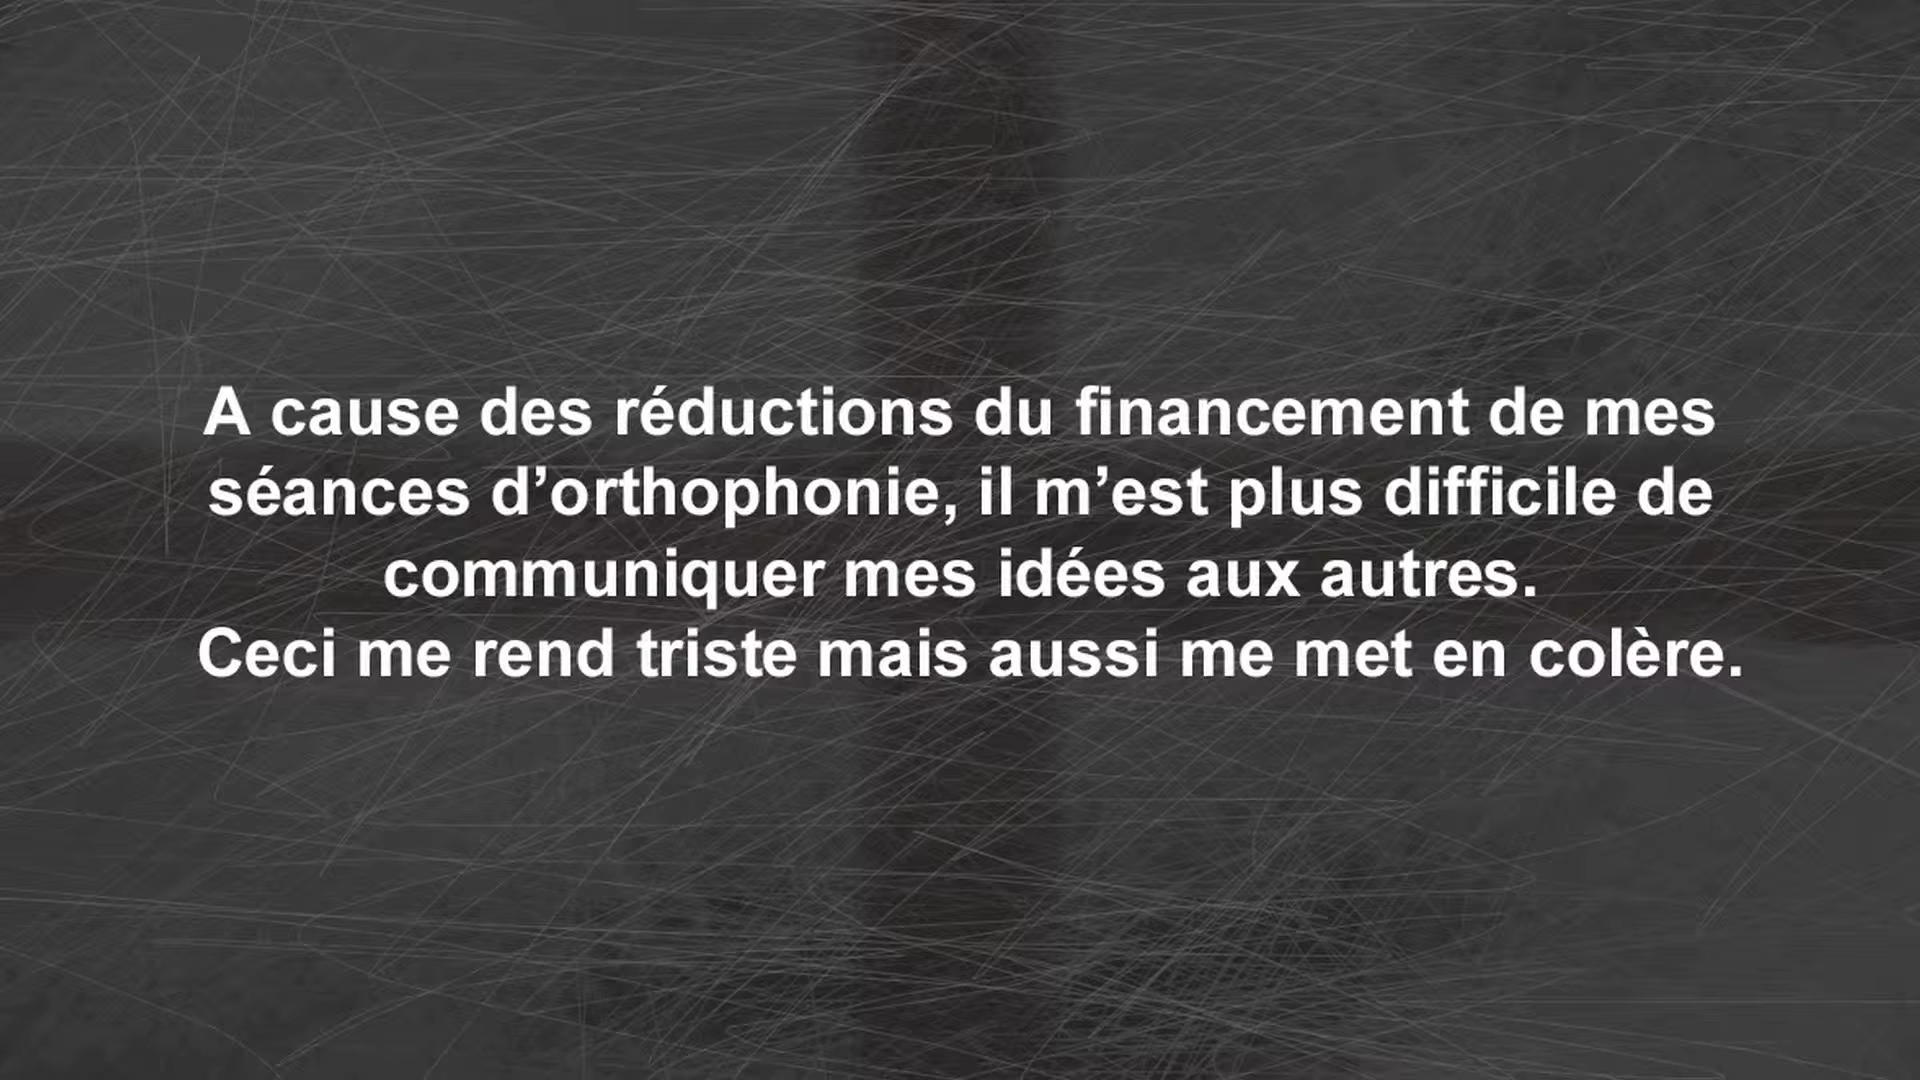 A cause des réductions du financement de mes
séances d’orthophonie, il m’est plus difficile de
communiquer mes idées aux autres.
Ceci me rend triste mais aussi me met en colère.